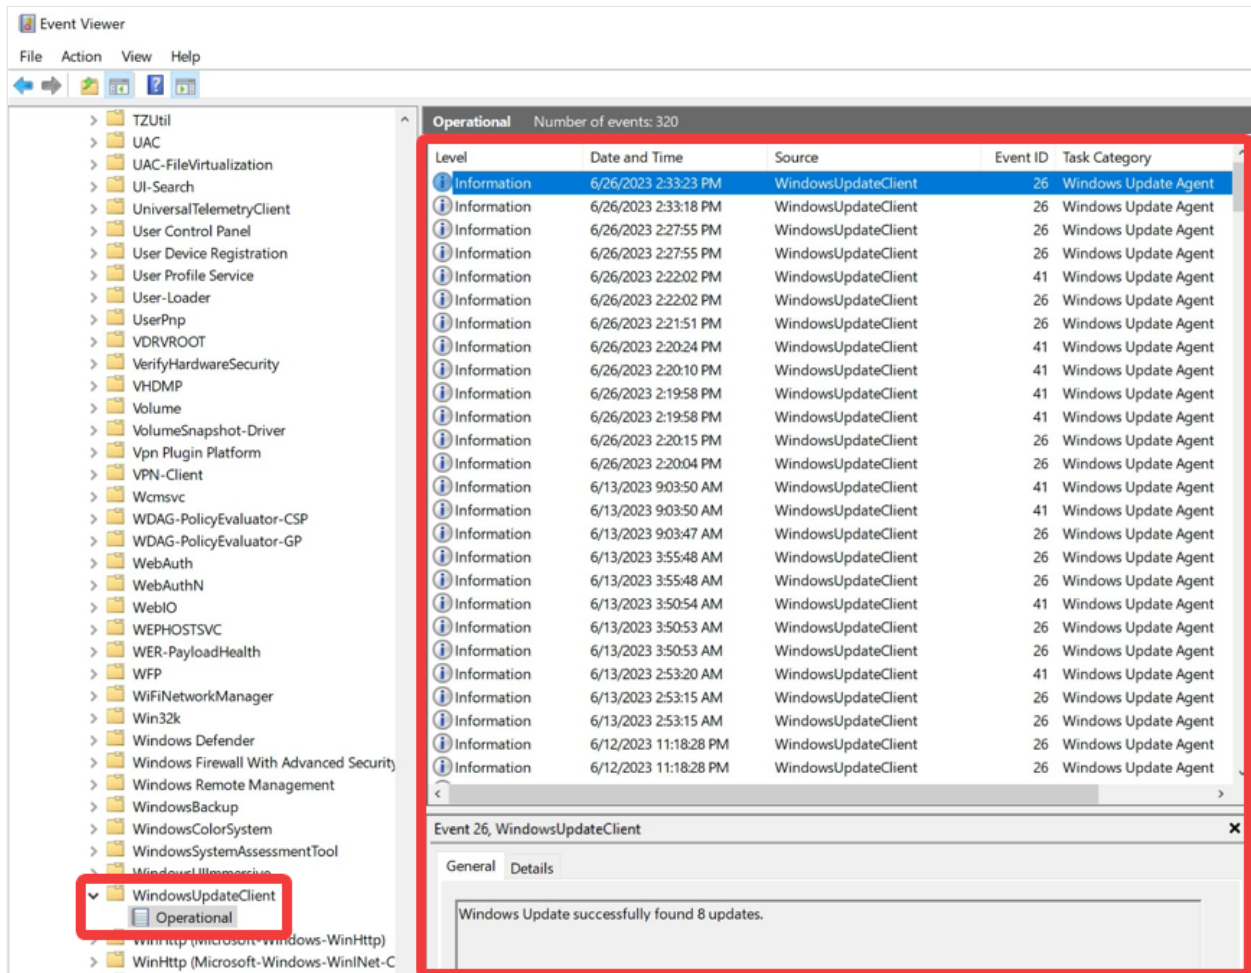 Event Viewer
File Action View Help
TZUtil
UAC
UAC-FileVirtualization
UI-Search
UniversalTelemetryClient
User Control Panel
User Device Registration
User Profile Service
User-Loader
UserPnp
VDRVROOT
VerifyHardwareSecurity
VHDMP
Volume
VolumeSnapshot-Driver
Vpn Plugin Platform
VPN-Client
Wcmsvc
WDAG-PolicyEvaluator-CSP
WDAG-PolicyEvaluator-GP
WebAuth
WebAuthN
WebIO
WEPHOSTSVC
WER-PayloadHealth
WFP
WiFiNetworkManager
Win32k
Windows Defender
Windows Firewall With Advanced Security
Windows Remote Management
WindowsBackup
WindowsColorSystem
WindowsSystemAssessmentTool
WindowsUIImmersive
WindowsUpdateClient
Operational
WinHttp (Microsoft-Windows-WinHttp)
WinHttp (Microsoft-Windows-WinINet-C
Operational Number of events: 320
Level Date and Time Source Event ID Task Category
Information 6/26/2023 2:33:23 PM WindowsUpdateClient 26 Windows Update Agent
Information 6/26/2023 2:33:18 PM WindowsUpdateClient 26 Windows Update Agent
Information 6/26/2023 2:27:55 PM WindowsUpdateClient 26 Windows Update Agent
Information 6/26/2023 2:27:55 PM WindowsUpdateClient 26 Windows Update Agent
Information 6/26/2023 2:22:02 PM WindowsUpdateClient 41 Windows Update Agent
Information 6/26/2023 2:22:02 PM WindowsUpdateClient 26 Windows Update Agent
Information 6/26/2023 2:21:51 PM WindowsUpdateClient 26 Windows Update Agent
Information 6/26/2023 2:20:24 PM WindowsUpdateClient 41 Windows Update Agent
Information 6/26/2023 2:20:10 PM WindowsUpdateClient 41 Windows Update Agent
Information 6/26/2023 2:19:58 PM WindowsUpdateClient 41 Windows Update Agent
Information 6/26/2023 2:19:58 PM WindowsUpdateClient 41 Windows Update Agent
Information 6/26/2023 2:20:15 PM WindowsUpdateClient 26 Windows Update Agent
Information 6/26/2023 2:20:04 PM WindowsUpdateClient 26 Windows Update Agent
Information 6/13/2023 9:03:50 AM WindowsUpdateClient 41 Windows Update Agent
Information 6/13/2023 9:03:50 AM WindowsUpdateClient 41 Windows Update Agent
Information 6/13/2023 9:03:47 AM WindowsUpdateClient 26 Windows Update Agent
Information 6/13/2023 3:55:48 AM WindowsUpdateClient 26 Windows Update Agent
Information 6/13/2023 3:55:48 AM WindowsUpdateClient 26 Windows Update Agent
Information 6/13/2023 3:50:54 AM WindowsUpdateClient 41 Windows Update Agent
Information 6/13/2023 3:50:53 AM WindowsUpdateClient 26 Windows Update Agent
Information 6/13/2023 3:50:53 AM WindowsUpdateClient 26 Windows Update Agent
Information 6/13/2023 2:53:20 AM WindowsUpdateClient 41 Windows Update Agent
Information 6/13/2023 2:53:15 AM WindowsUpdateClient 26 Windows Update Agent
Information 6/13/2023 2:53:15 AM WindowsUpdateClient 26 Windows Update Agent
Information 6/12/2023 11:18:28 PM WindowsUpdateClient 26 Windows Update Agent
Information 6/12/2023 11:18:28 PM WindowsUpdateClient 26 Windows Update Agent
Event 26, WindowsUpdateClient
General Details
Windows Update successfully found 8 updates.